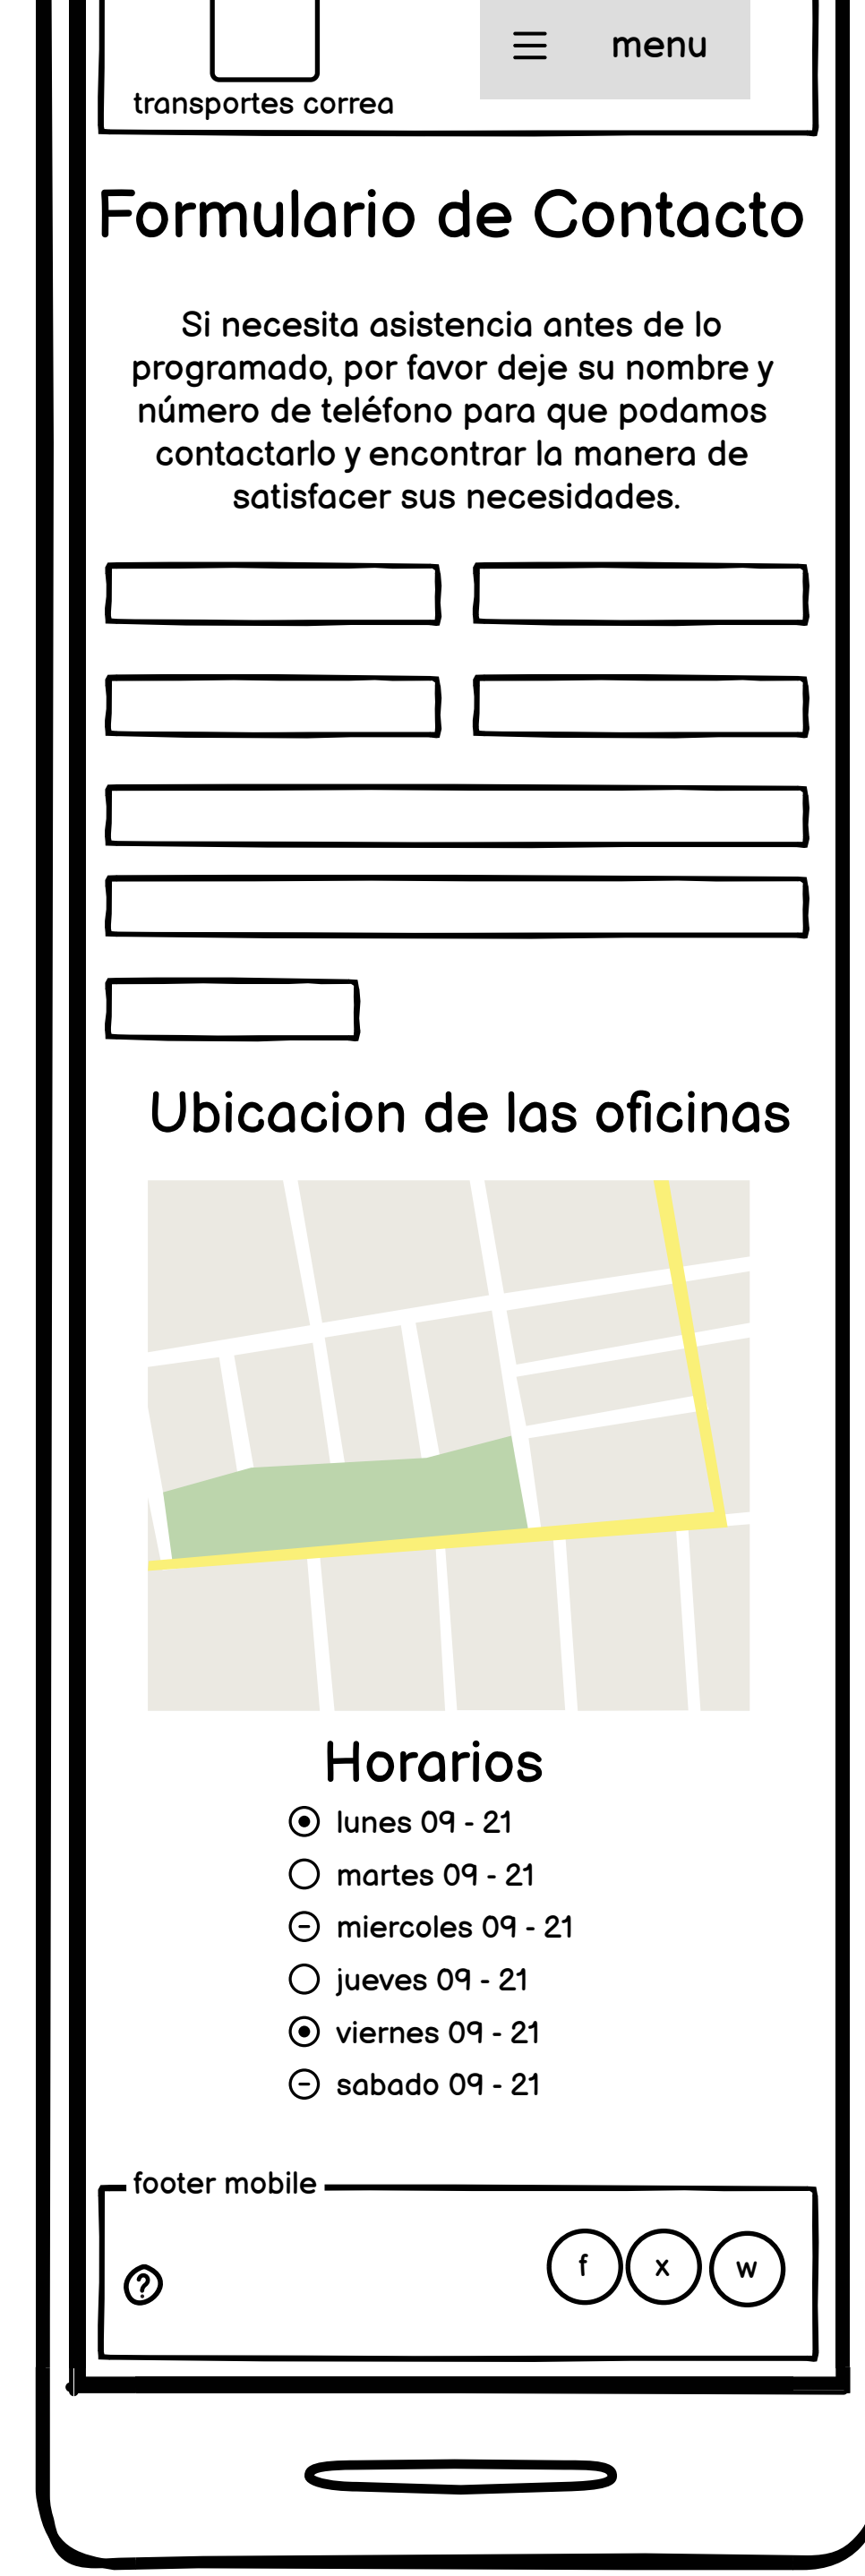 menu
transportes correa
Formulario de Contacto
Si necesita asistencia antes de lo
programado, por favor deje su nombre y
número de teléfono para que podamos
contactarlo y encontrar la manera de
satisfacer sus necesidades.
Ubicacion de las oficinas
Horarios
lunes 09 - 21
martes 09 - 21
miercoles 09 - 21
jueves 09 - 21
viernes 09 - 21
sabado 09 - 21
footer mobile
?
f x w